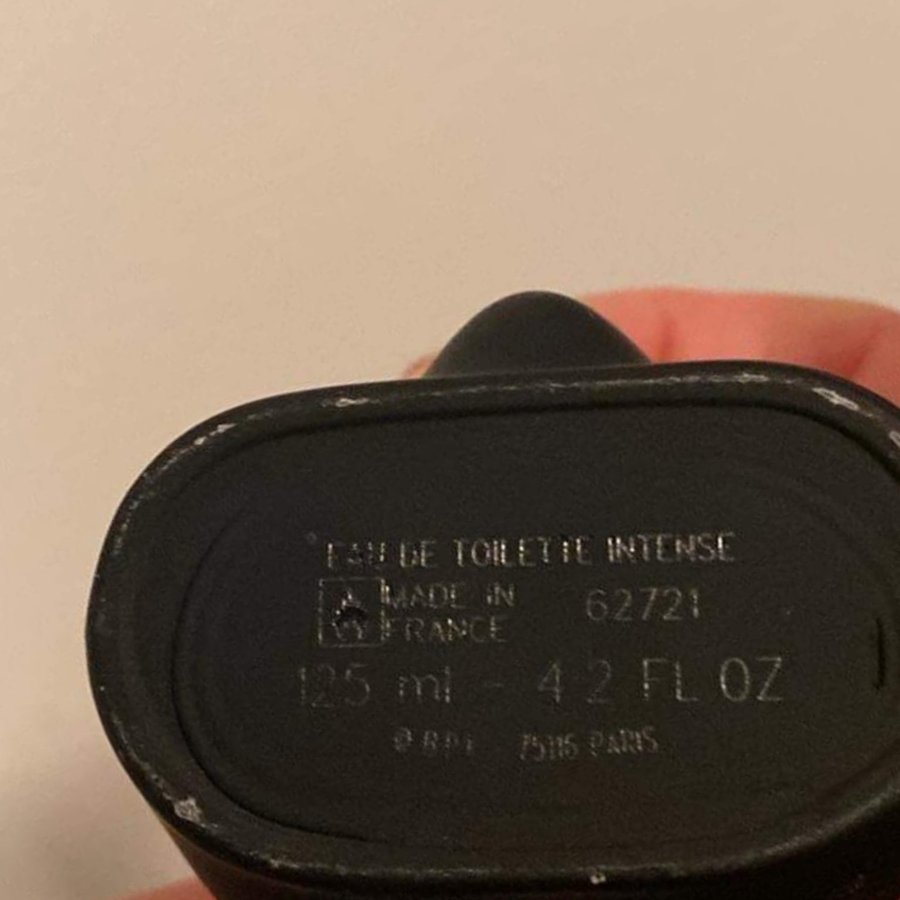 EAU DE TOILETTE INTENSE
MADE IN
FRANCE
62721
125 ml - 4 2 FL OZ
75116 PARIS